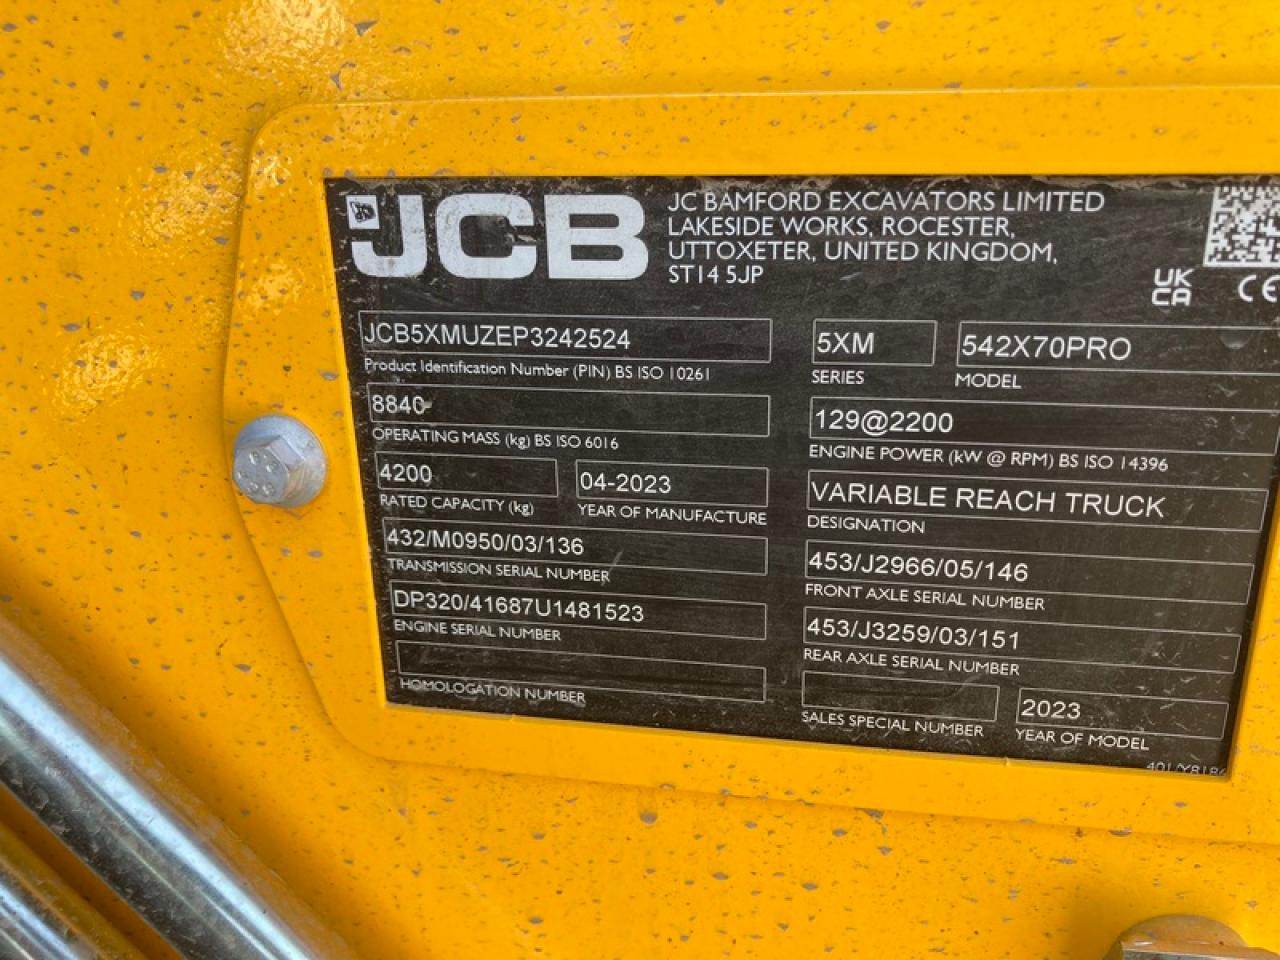 JCB
JC BAMFORD EXCAVATORS LIMITED
LAKESIDE WORKS, ROCESTER,
UTTOXETER, UNITED KINGDOM,
ST14 5JP
UK
CA
CE
JCB5XMUZEP3242524
Product Identification Number (PIN) BS ISO 10261
5XM
SERIES
542X70PRO
MODEL
8840
OPERATING MASS (kg) BS ISO 6016
129@2200
ENGINE POWER (kW @ RPM) BS ISO 14396
4200
RATED CAPACITY (kg)
04-2023
YEAR OF MANUFACTURE
VARIABLE REACH TRUCK
DESIGNATION
432/M0950/03/136
TRANSMISSION SERIAL NUMBER
453/J2966/05/146
FRONT AXLE SERIAL NUMBER
DP320/41687U1481523
ENGINE SERIAL NUMBER
453/J3259/03/151
REAR AXLE SERIAL NUMBER
HOMOLOGATION NUMBER
SALES SPECIAL NUMBER
2023
YEAR OF MODEL